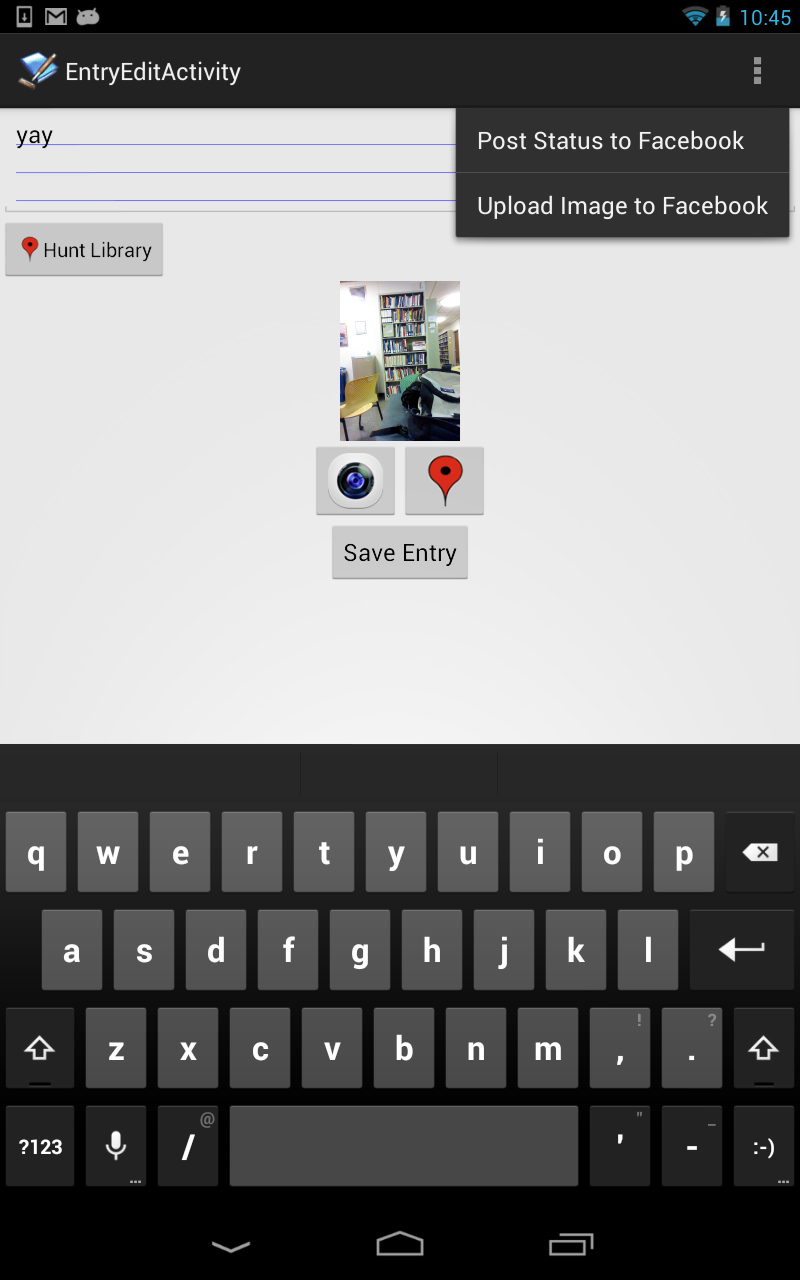 10:45
EntryEditActivity
yay
Post Status to Facebook
Upload Image to Facebook
Hunt Library
Save Entry
q w e r t y u i o p
a s d f g h j k l
! ?
z x c v b n m , .
@ " _
?123 / ' - :-)
... ...